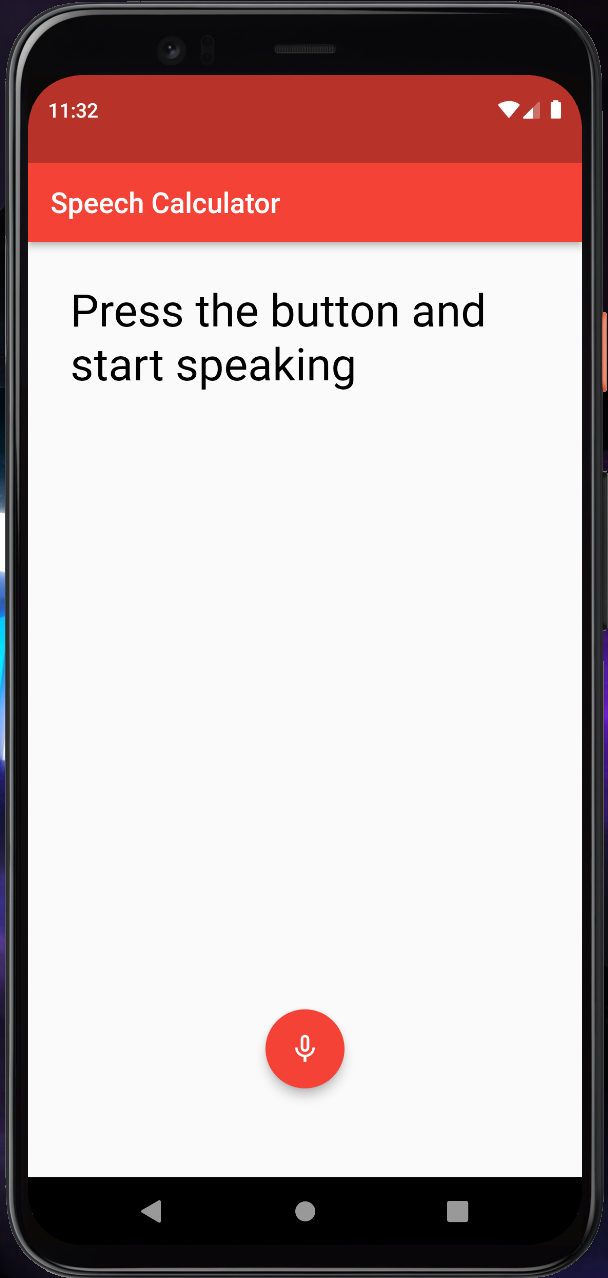 11:32
Speech Calculator
Press the button and
start speaking